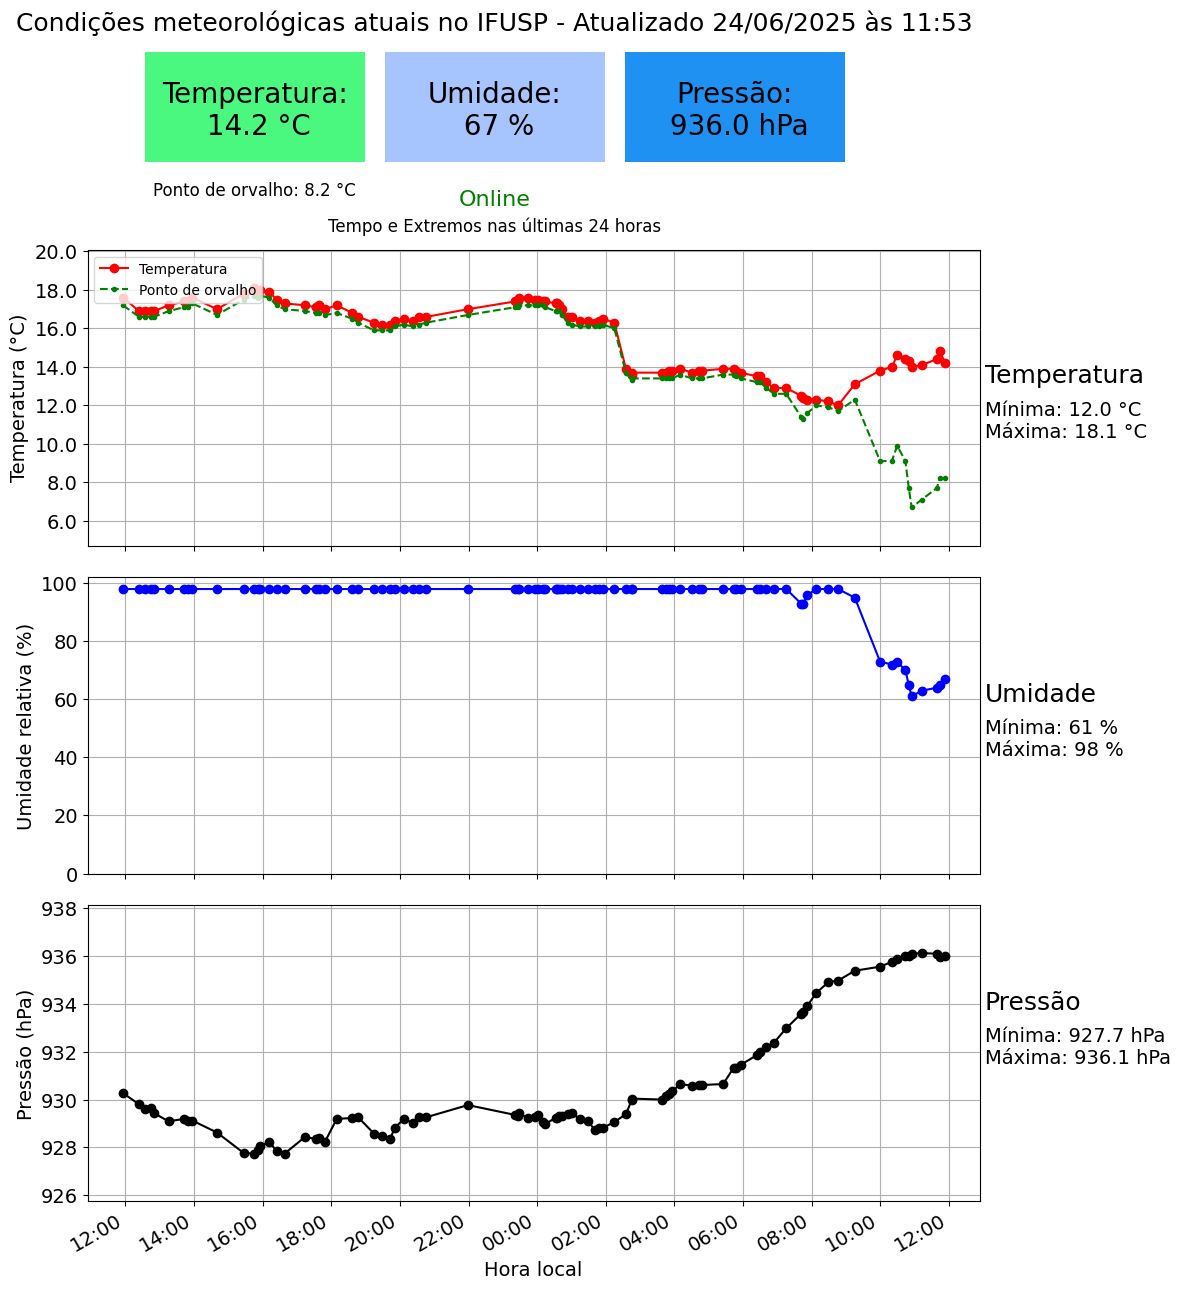 Condições meteorológicas atuais no IFUSP - Atualizado 24/06/2025 às 11:53
Temperatura:
14.2 °C
Umidade:
67 %
Pressão:
936.0 hPa
Ponto de orvalho: 8.2 °C
Online
Tempo e Extremos nas últimas 24 horas
Temperatura (°C)
20.0
18.0
16.0
14.0
12.0
10.0
8.0
6.0
Temperatura
Ponto de orvalho
Temperatura
Mínima: 12.0 °C
Máxima: 18.1 °C
Umidade relativa (%)
100
80
60
40
20
0
Umidade
Mínima: 61 %
Máxima: 98 %
Pressão (hPa)
938
936
934
932
930
928
926
Pressão
Mínima: 927.7 hPa
Máxima: 936.1 hPa
12:00
14:00
16:00
18:00
20:00
22:00
00:00
02:00
04:00
06:00
08:00
10:00
12:00
Hora local